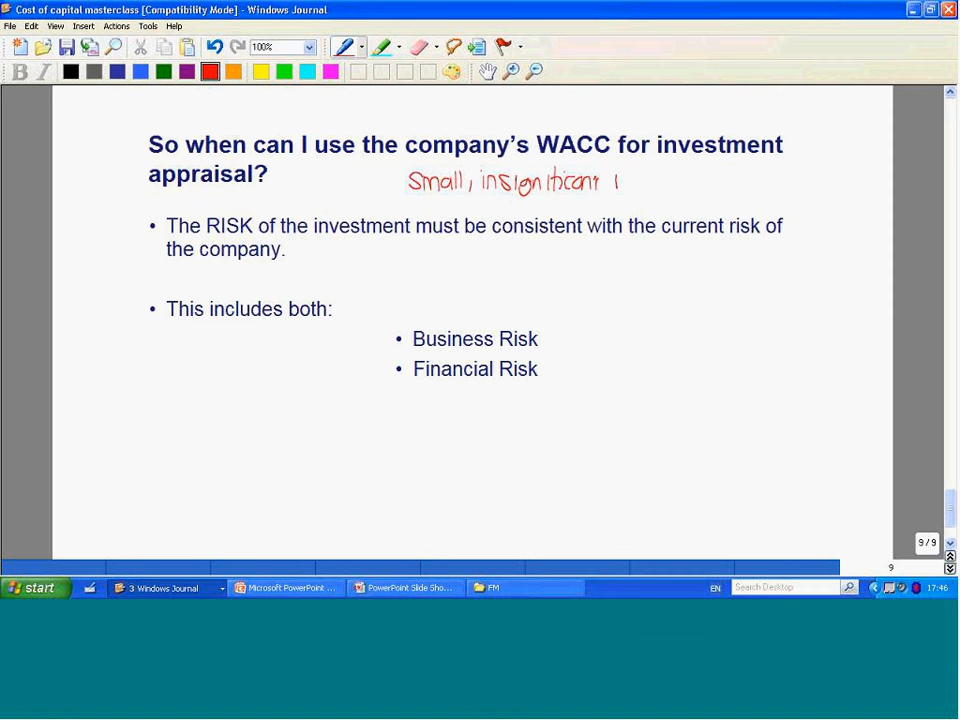 Cost of capital masterclass [Compatibility Mode] - Windows Journal
File Edit View Insert Actions Tools Help
100%
B I
So when can I use the company's WACC for investment
appraisal?
Small, insignificant
• The RISK of the investment must be consistent with the current risk of
the company.
• This includes both:
• Business Risk
• Financial Risk
9 / 9
9
start 3 Windows Journal Microsoft PowerPoint ... PowerPoint Slide Sho... FM EN Search Desktop 17:46